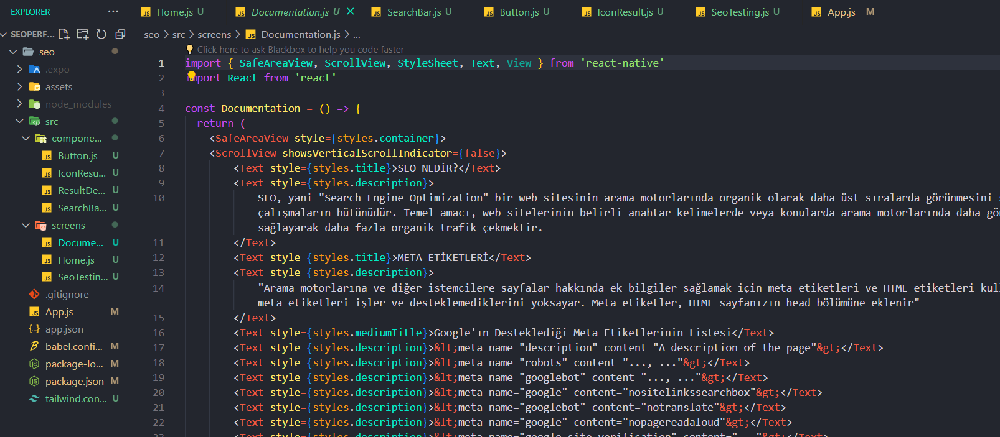 EXPLORER ...
Home.js U Documentation.js U SearchBar.js U Button.js U IconResult.js U SeoTesting.js U App.js M
SEOPERF...
seo > src > screens > Documentation.js > ...
seo
.expo
assets
node_modules
src
compone...
Button.js U
IconResu... U
ResultDe... U
SearchBa... U
screens
Docume... U
Home.js U
SeoTestin... U
.gitignore
App.js M
app.json
babel.confi... M
package-lo... M
package.json M
tailwind.con... U
Click here to ask Blackbox to help you code faster
1 import { SafeAreaView, ScrollView, StyleSheet, Text, View } from 'react-native'
2 import React from 'react'
3
4 const Documentation = () => {
5 return (
6 <SafeAreaView style={styles.container}>
7 <ScrollView showsVerticalScrollIndicator={false}>
8 <Text style={styles.title}>SEO NEDİR?</Text>
9 <Text style={styles.description}>
10 SEO, yani "Search Engine Optimization" bir web sitesinin arama motorlarında organik olarak daha üst sıralarda görünmesini
çalışmaların bütünüdür. Temel amacı, web sitelerinin belirli anahtar kelimelerde veya konularda arama motorlarında daha gö
sağlayarak daha fazla organik trafik çekmektir.
11 </Text>
12 <Text style={styles.title}>META ETİKETLERİ</Text>
13 <Text style={styles.description}>
14 "Arama motorlarına ve diğer istemcilere sayfalar hakkında ek bilgiler sağlamak için meta etiketleri ve HTML etiketleri kul
meta etiketleri işler ve desteklemediklerini yoksayar. Meta etiketler, HTML sayfanızın head bölümüne eklenir"
15 </Text>
16 <Text style={styles.mediumTitle}>Google'ın Desteklediği Meta Etiketlerinin Listesi</Text>
17 <Text style={styles.description}>&lt;meta name="description" content="A description of the page"&gt;</Text>
18 <Text style={styles.description}>&lt;meta name="robots" content="..., ..."&gt;</Text>
19 <Text style={styles.description}>&lt;meta name="googlebot" content="..., ..."&gt;</Text>
20 <Text style={styles.description}>&lt;meta name="google" content="nositelinkssearchbox"&gt;</Text>
21 <Text style={styles.description}>&lt;meta name="googlebot" content="notranslate"&gt;</Text>
22 <Text style={styles.description}>&lt;meta name="google" content="nopagereadaloud"&gt;</Text>
23 <Text style={styles.description}>&lt;meta name="google-site-verification" content="..."&gt;</Text>